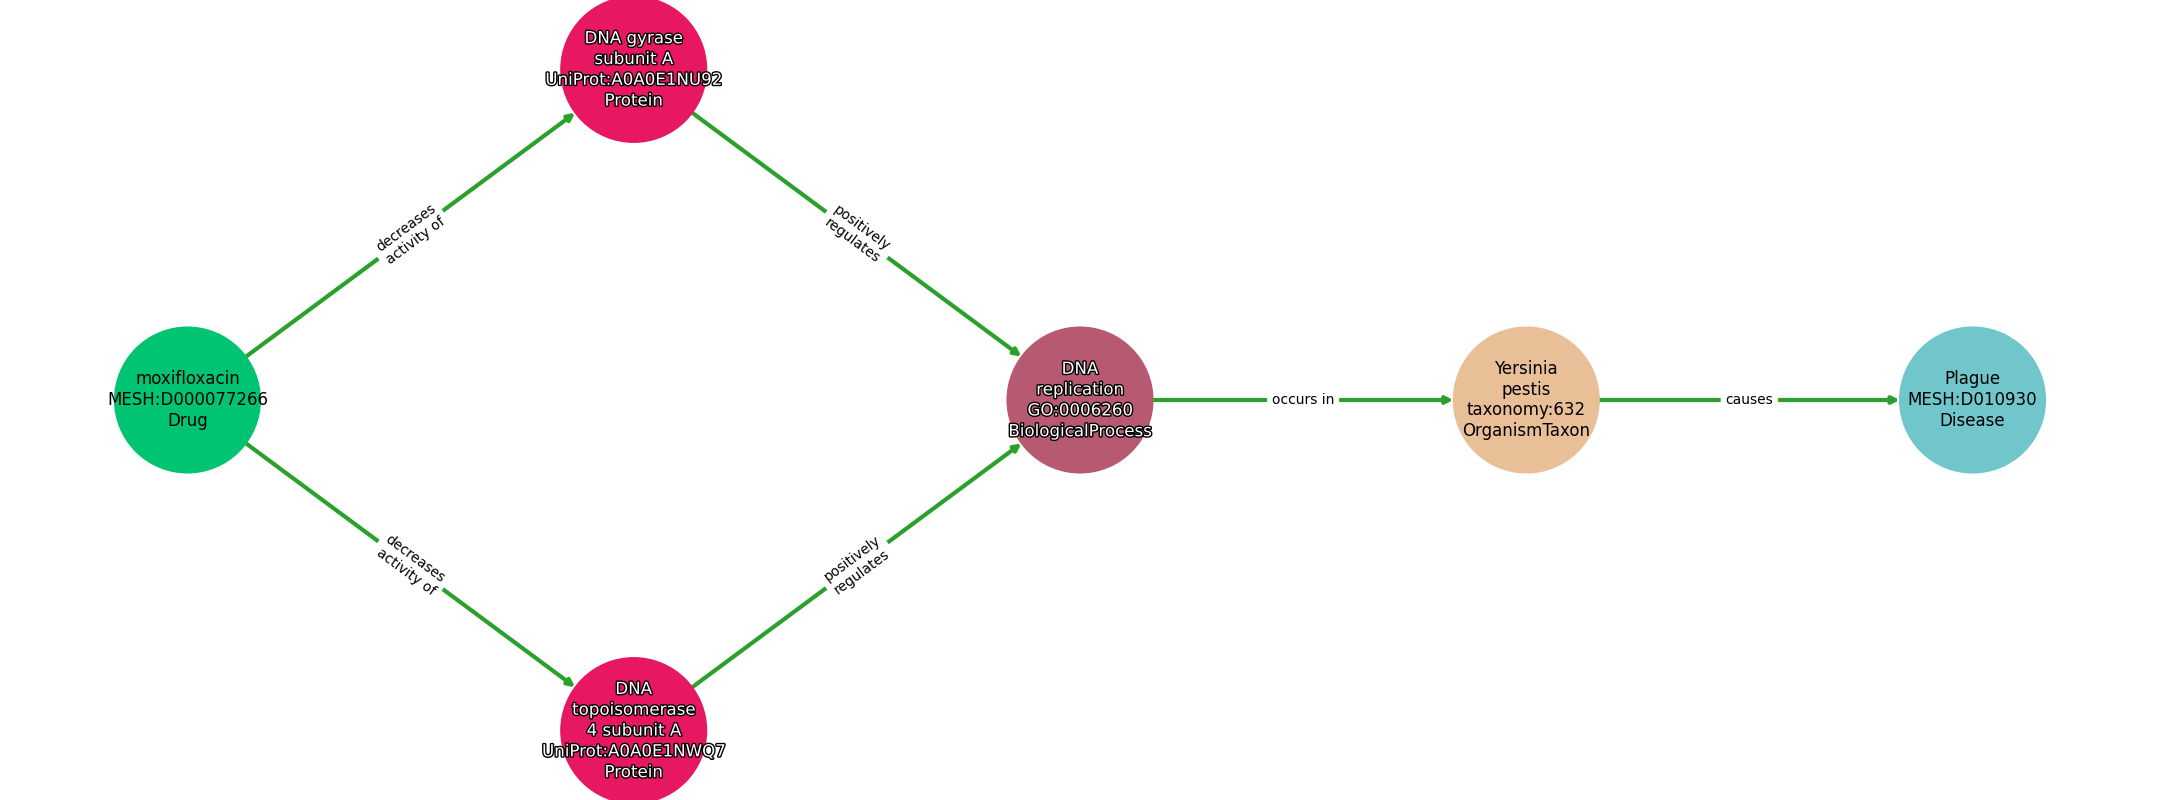 DNA gyrase
subunit A
UniProt:A0A0E1NU92
Protein
decreases
activity of
positively
regulates
moxifloxacin
MESH:D000077266
Drug
DNA
replication
GO:0006260
BiologicalProcess
occurs in
Yersinia
pestis
taxonomy:632
OrganismTaxon
causes
Plague
MESH:D010930
Disease
decreases
activity of
positively
regulates
DNA
topoisomerase
4 subunit A
UniProt:A0A0E1NWQ7
Protein